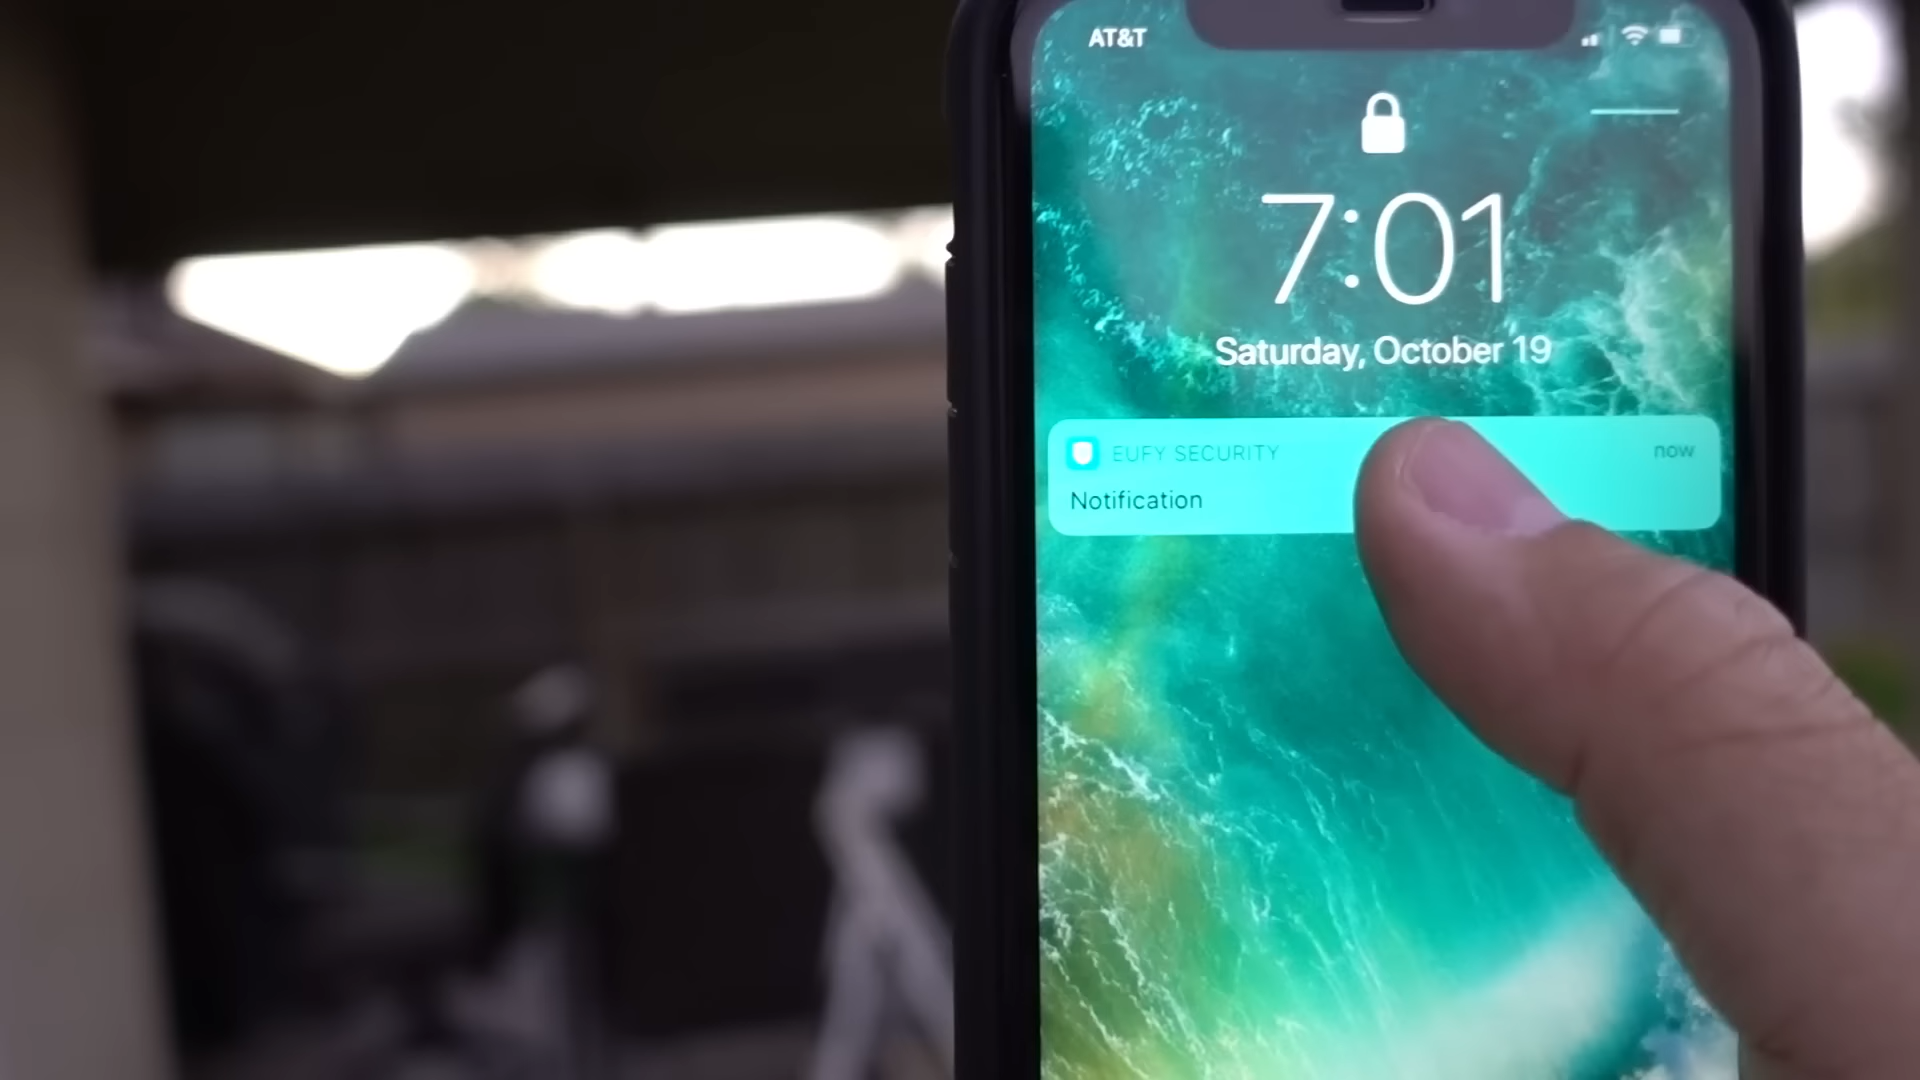 AT&T
7:01
Saturday, October 19
EUFY SECURITY now
Notification